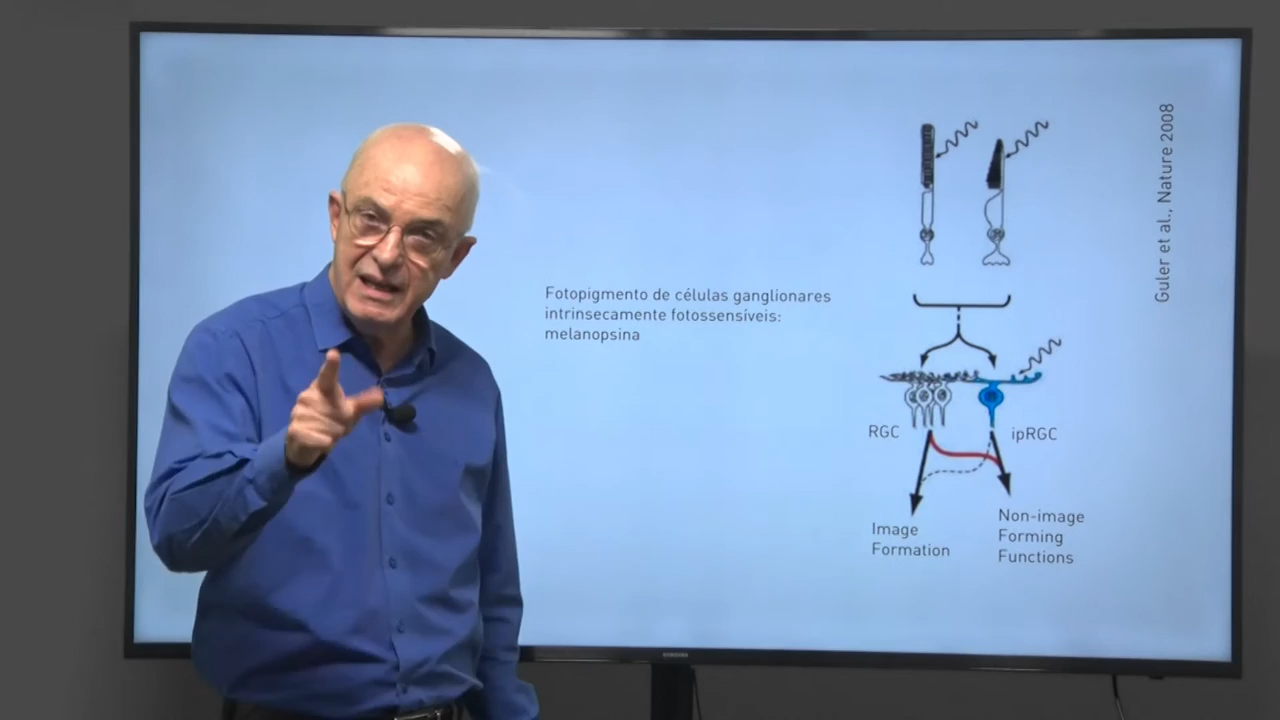 Fotopigmento de células ganglionares
intrinsecamente fotossensíveis:
melanopsina
Guler et al., Nature 2008
RGC
ipRGC
Image
Formation
Non-image
Forming
Functions
SAMSUNG